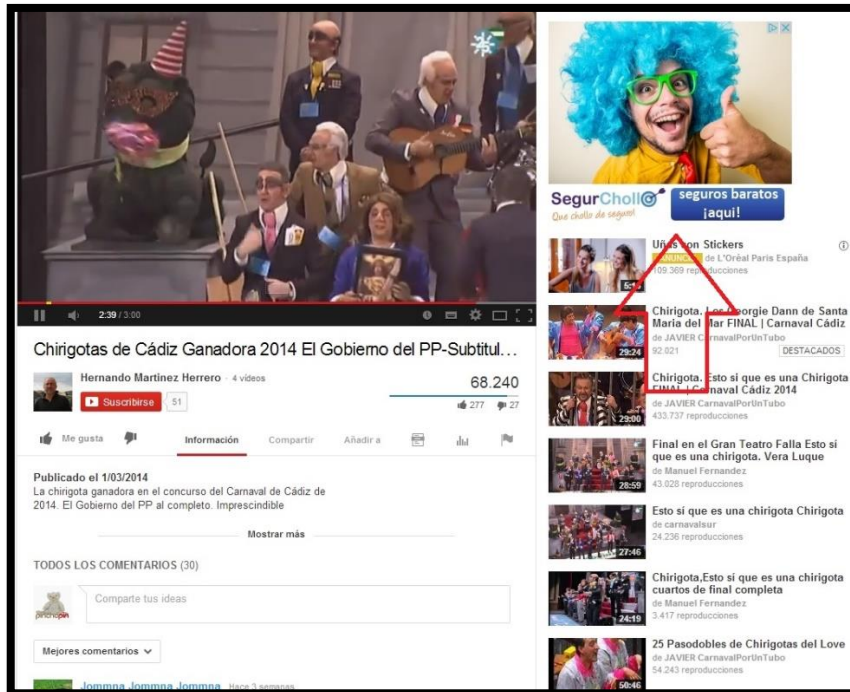 SegurChollo
Que chollo de seguro!
seguros baratos
¡aqui!
2:39 / 3:00
Chirigotas de Cádiz Ganadora 2014 El Gobierno del PP-Subtitul...
Hernando Martinez Herrero · 4 vídeos
Suscribirse 51
68.240
277 27
Me gusta
Información Compartir Añadir a
Publicado el 1/03/2014
La chirigota ganadora en el concurso del Carnaval de Cádiz de
2014. El Gobierno del PP al completo. Imprescindible
Mostrar más
TODOS LOS COMENTARIOS (30)
pinchopin
Comparte tus ideas
Mejores comentarios
Jommna Jommna Jommna Hace 3 semanas
Uñas con Stickers
ANUNCIO de L'Oréal Paris España
109.369 reproducciones
Chirigota. Los Georgie Dann de Santa
María del Mar FINAL | Carnaval Cádiz
de JAVIER CarnavalPorUnTubo
92.021 DESTACADOS
29:24
Chirigota. Esto si que es una Chirigota
FINAL | Carnaval Cádiz 2014
de JAVIER CarnavalPorUnTubo
433.737 reproducciones
29:00
Final en el Gran Teatro Falla Esto sí
que es una chirigota. Vera Luque
de Manuel Fernandez
43.028 reproducciones
28:59
Esto sí que es una chirigota Chirigota
de carnavalsur
24.236 reproducciones
27:46
Chirigota,Esto si que es una chirigota
cuartos de final completa
de Manuel Fernandez
3.417 reproducciones
24:19
25 Pasodobles de Chirigotas del Love
de JAVIER CarnavalPorUnTubo
54.243 reproducciones
50:46